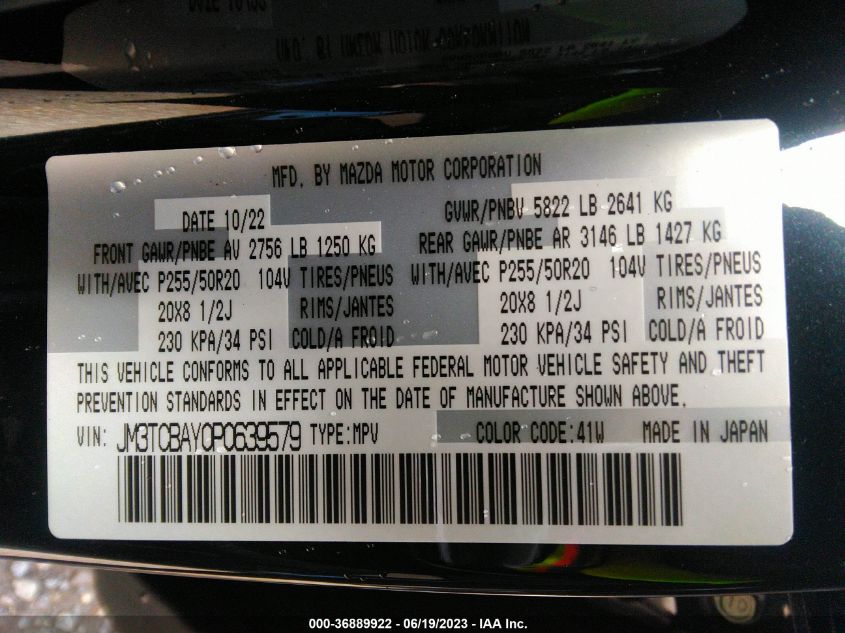 MFD. BY MAZDA MOTOR CORPORATION
DATE 10/22
GVWR/PNBV 5822 LB 2641 KG
FRONT GAWR/PNBE AV 2756 LB 1250 KG
REAR GAWR/PNBE AR 3146 LB 1427 KG
WITH/AVEC P255/50R20 104V TIRES/PNEUS
WITH/AVEC P255/50R20 104V TIRES/PNEUS
20X8 1/2J RIMS/JANTES
20X8 1/2J RIMS/JANTES
230 KPA/34 PSI COLD/A FROID
230 KPA/34 PSI COLD/A FROID
THIS VEHICLE CONFORMS TO ALL APPLICABLE FEDERAL MOTOR VEHICLE SAFETY AND THEFT
PREVENTION STANDARDS IN EFFECT ON THE DATE OF MANUFACTURE SHOWN ABOVE.
VIN: JM3TCBAY0P0639579 TYPE:MPV COLOR CODE:41W MADE IN JAPAN
000-36889922 - 06/19/2023 - IAA Inc.